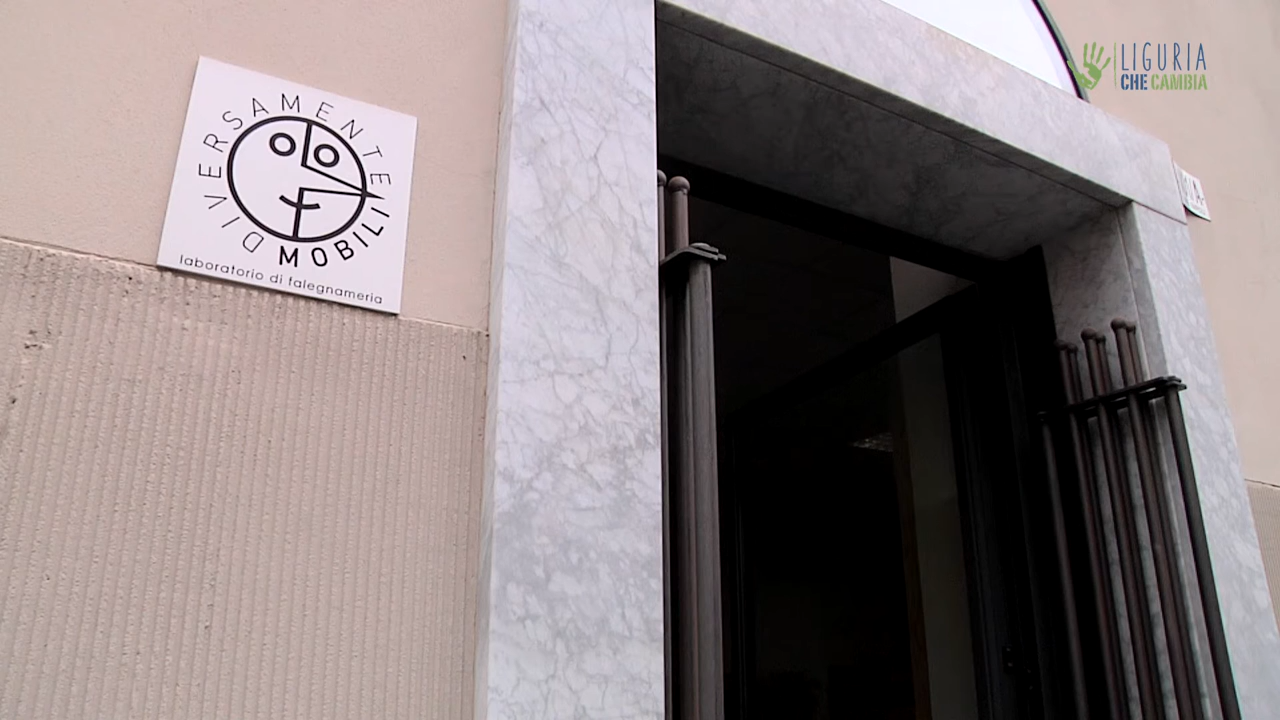 DIVERSAMENTE
MOBILI
laboratorio di falegnameria
LIGURIA
CHE CAMBIA